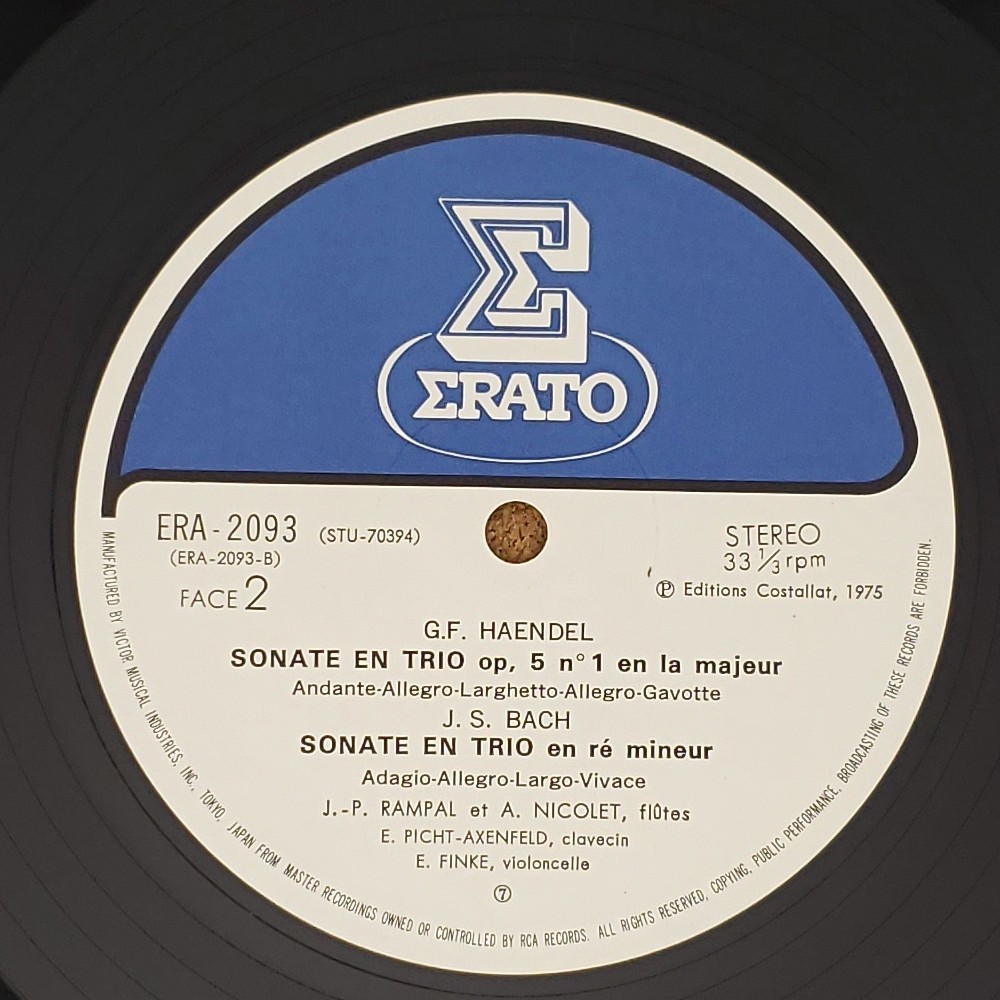 Σ
ΣRATO
ERA-2093 (STU-70394)
(ERA-2093-B)
FACE 2
STEREO
33 1/3 rpm
Ⓟ Editions Costallat, 1975
G.F. HAENDEL
SONATE EN TRIO op, 5 n° 1 en la majeur
Andante-Allegro-Larghetto-Allegro-Gavotte
J. S. BACH
SONATE EN TRIO en ré mineur
Adagio-Allegro-Largo-Vivace
J.-P. RAMPAL et A. NICOLET, flûtes
E. PICHT-AXENFELD, clavecin
E. FINKE, violoncelle
⑦
MANUFACTURED BY VICTOR MUSICAL INDUSTRIES, INC., TOKYO, JAPAN FROM MASTER RECORDINGS OWNED OR CONTROLLED BY RCA RECORDS. ALL RIGHTS RESERVED, COPYING, PUBLIC PERFORMANCE, BROADCASTING OF THESE RECORDS ARE FORBIDDEN.